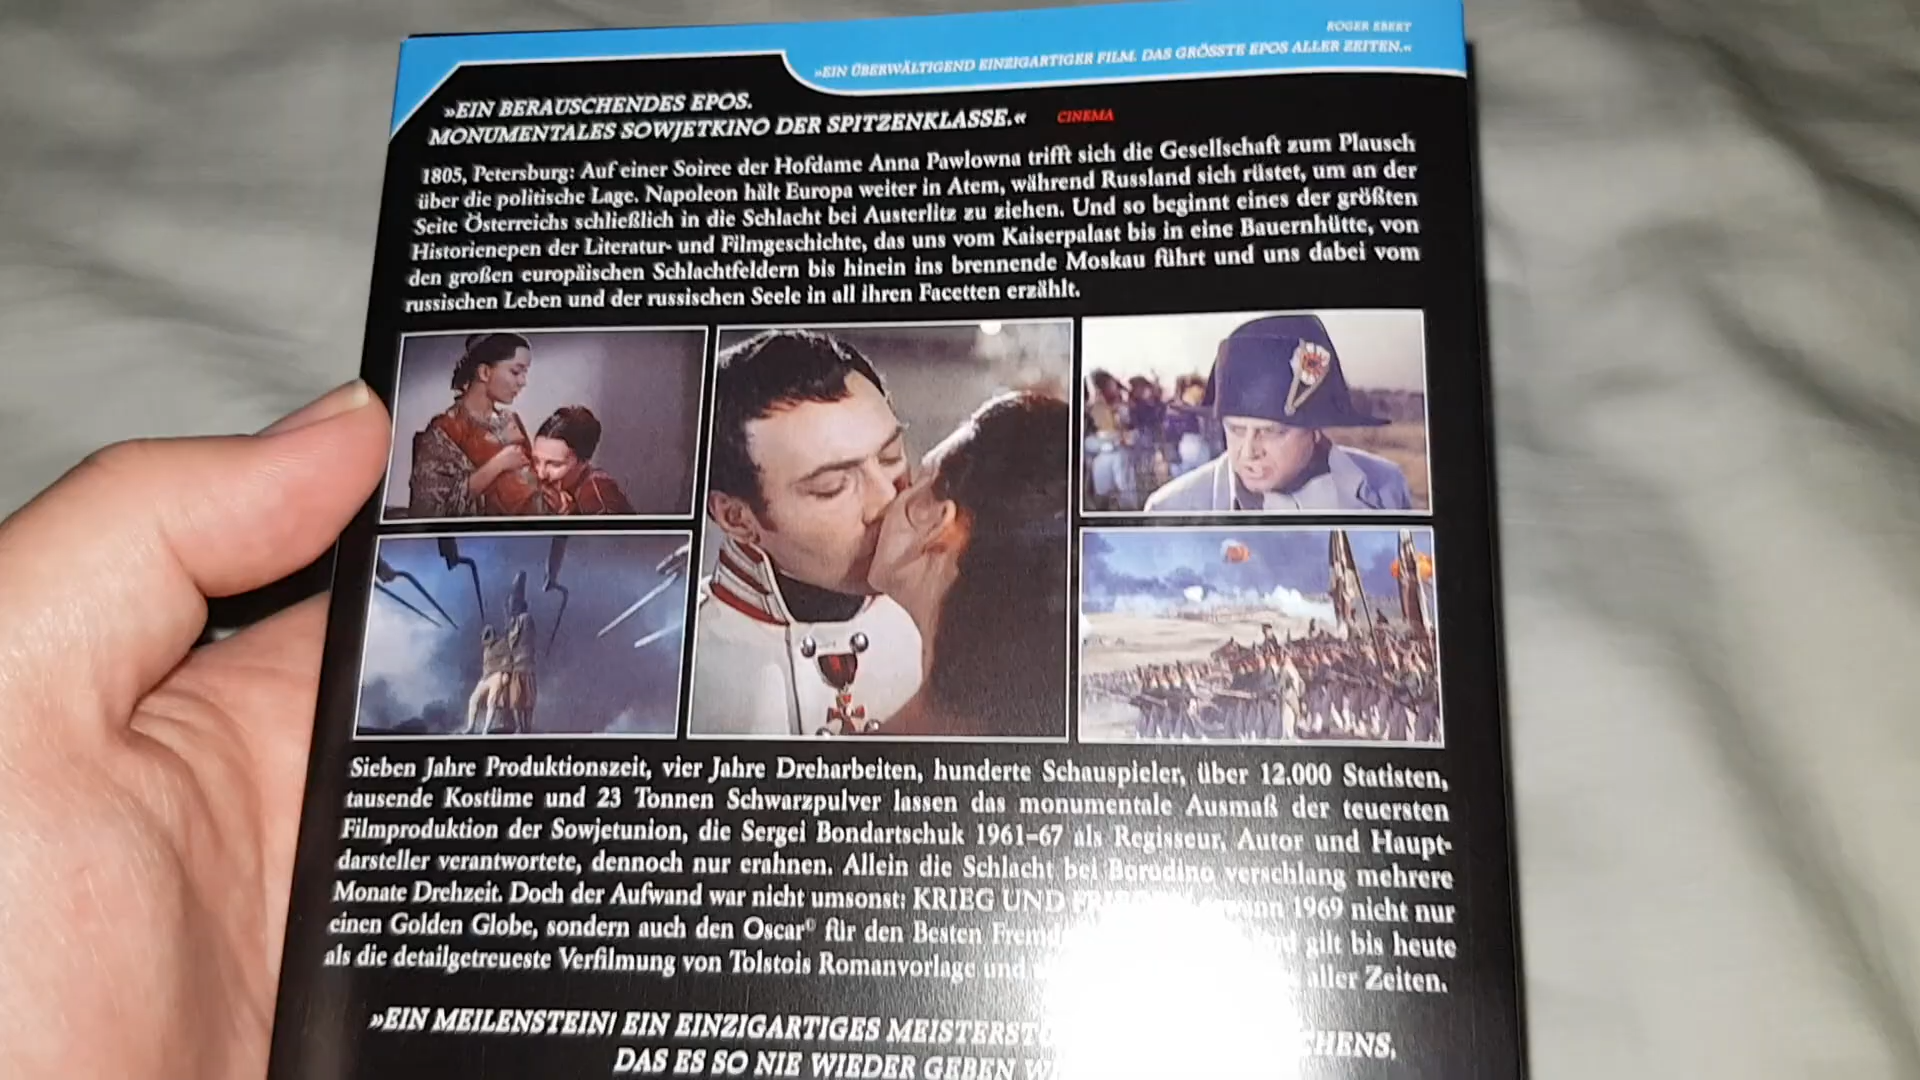 ROGER EBERT
»EIN ÜBERWÄLTIGEND EINZIGARTIGER FILM. DAS GRÖSSTE EPOS ALLER ZEITEN.«
»EIN BERAUSCHENDES EPOS.
MONUMENTALES SOWJETKINO DER SPITZENKLASSE.« CINEMA
1805, Petersburg: Auf einer Soiree der Hofdame Anna Pawlowna trifft sich die Gesellschaft zum Plausch
über die politische Lage. Napoleon hält Europa weiter in Atem, während Russland sich rüstet, um an der
Seite Österreichs schließlich in die Schlacht bei Austerlitz zu ziehen. Und so beginnt eines der größten
Historienepen der Literatur- und Filmgeschichte, das uns vom Kaiserpalast bis in eine Bauernhütte, von
den großen europäischen Schlachtfeldern bis hinein ins brennende Moskau führt und uns dabei vom
russischen Leben und der russischen Seele in all ihren Facetten erzählt.
Sieben Jahre Produktionszeit, vier Jahre Dreharbeiten, hunderte Schauspieler, über 12.000 Statisten,
tausende Kostüme und 23 Tonnen Schwarzpulver lassen das monumentale Ausmaß der teuersten
Filmproduktion der Sowjetunion, die Sergei Bondartschuk 1961–67 als Regisseur, Autor und Haupt-
darsteller verantwortete, dennoch nur erahnen. Allein die Schlacht bei Borodino verschlang mehrere
Monate Drehzeit. Doch der Aufwand war nicht umsonst: KRIEG UND 1969 nicht nur
einen Golden Globe, sondern auch den Oscar® für den Besten gilt bis heute
als die detailgetreueste Verfilmung von Tolstois Romanvorlage und aller Zeiten.
»EIN MEILENSTEIN! EIN EINZIGARTIGES
DAS ES SO NIE WIEDER GEBEN